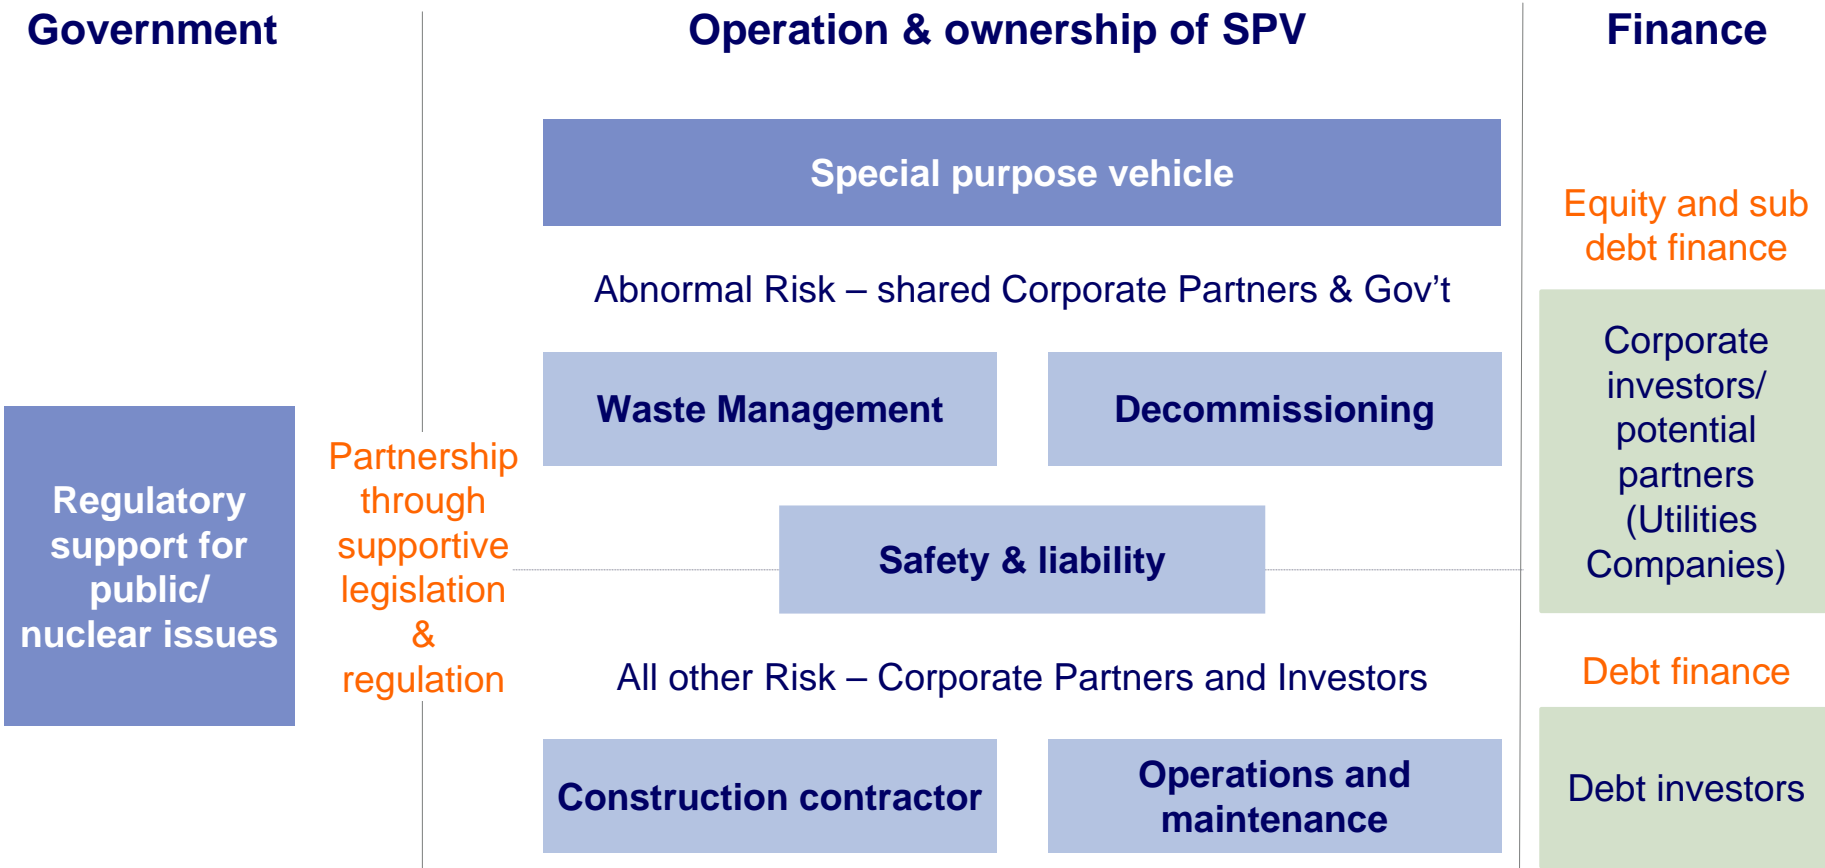 Government
Operation & ownership of SPV
Finance
Special purpose vehicle
Equity and sub
debt finance
Abnormal Risk – shared Corporate Partners & Gov’t
Corporate
investors/
potential
partners
(Utilities
Companies)
Waste Management
Decommissioning
Regulatory
support for
public/
nuclear issues
Partnership
through
supportive
legislation
&
regulation
Safety & liability
All other Risk – Corporate Partners and Investors
Debt finance
Construction contractor
Operations and
maintenance
Debt investors